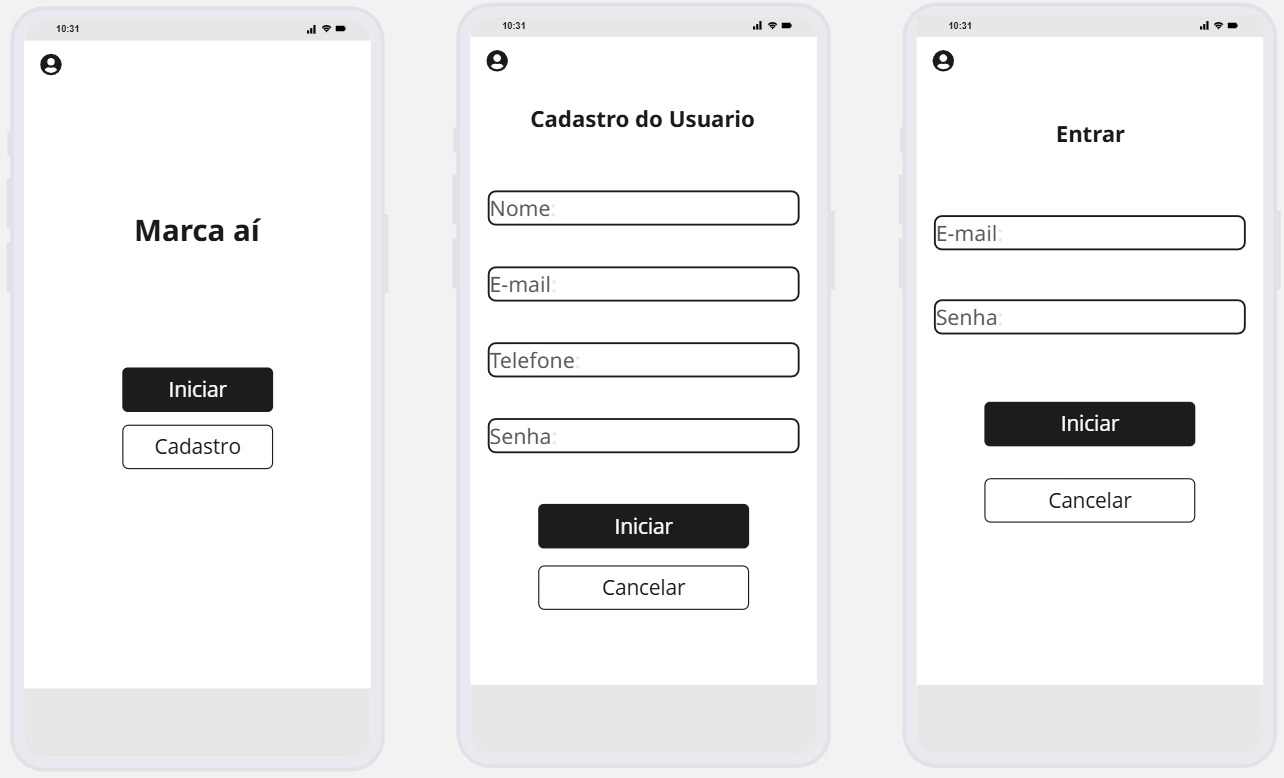 10:31
Marca aí
Iniciar
Cadastro
10:31
Cadastro do Usuario
Nome:
E-mail:
Telefone:
Senha:
Iniciar
Cancelar
10:31
Entrar
E-mail:
Senha:
Iniciar
Cancelar